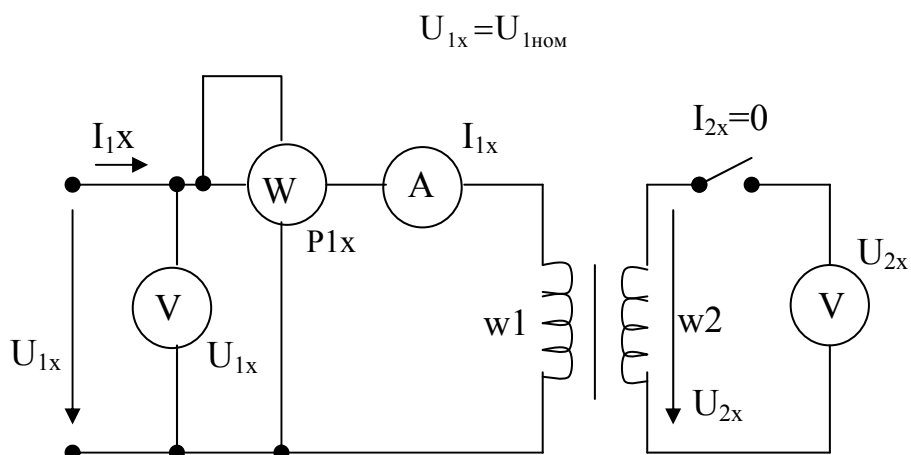 U₁ₓ=U₁ном
I₁x
I₁ₓ
I₂ₓ=0
W
A
P1x
U₂ₓ
V
V
w1
w2
U₁ₓ
U₁ₓ
U₂ₓ